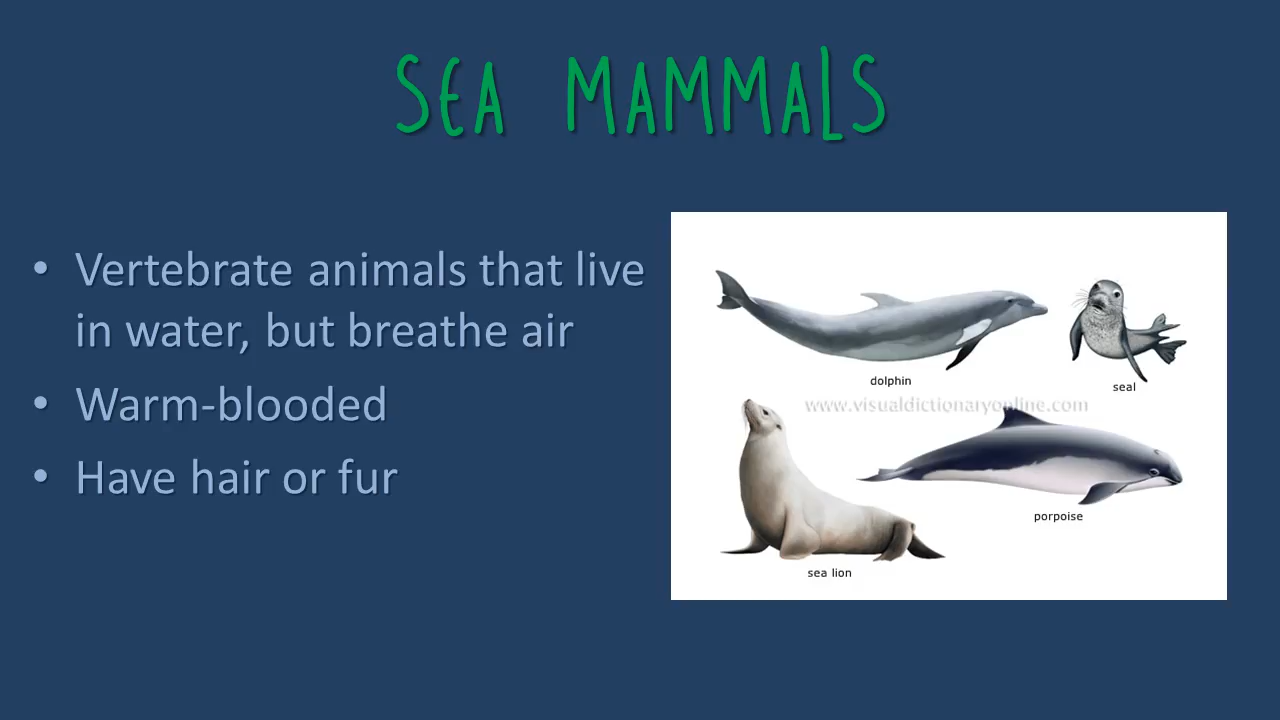 SEA MAMMALS
• Vertebrate animals that live
in water, but breathe air
• Warm-blooded
• Have hair or fur
dolphin
seal
www.visualdictionaryonline.com
porpoise
sea lion